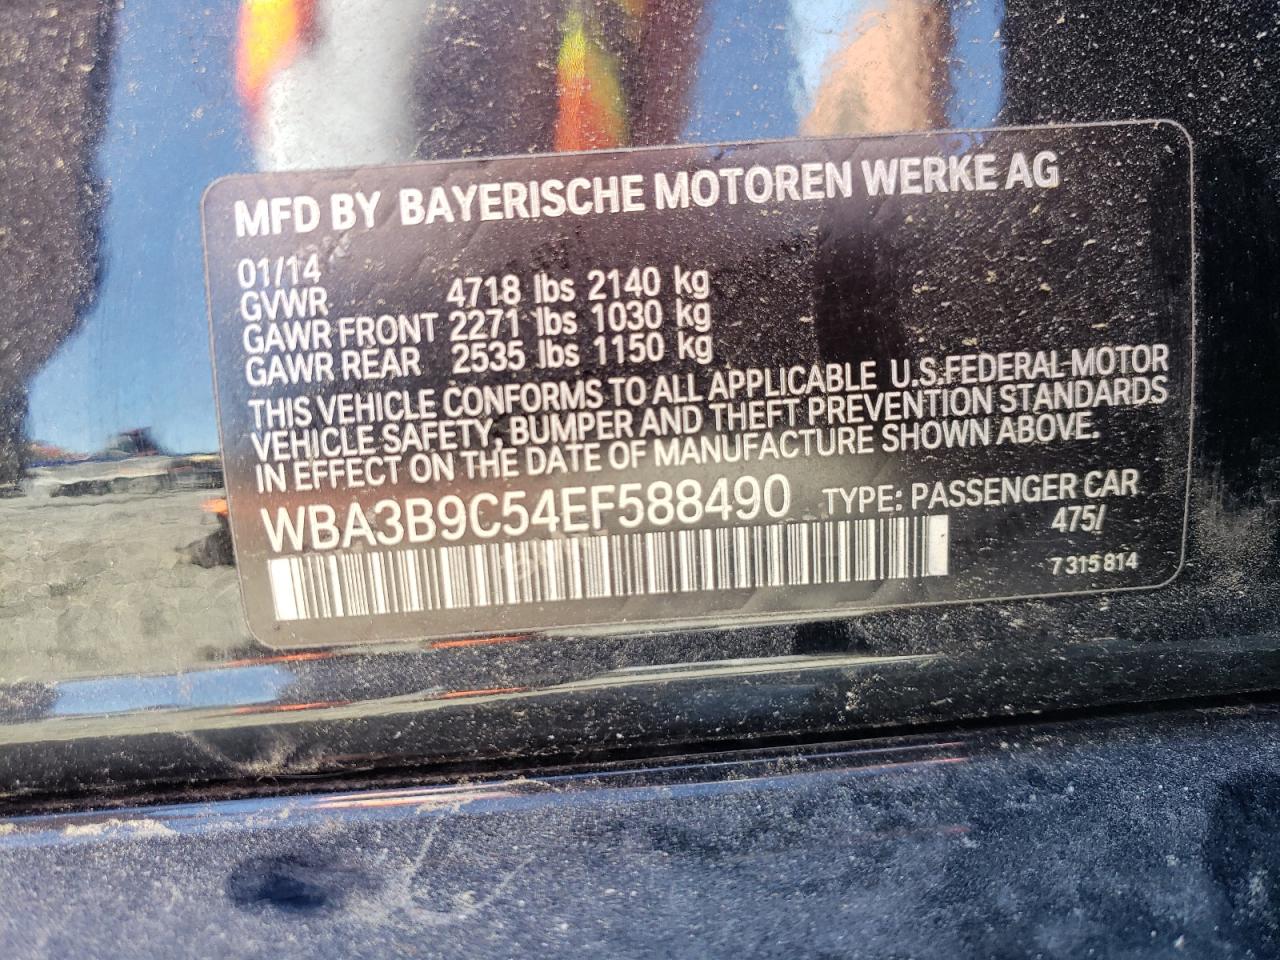 MFD BY BAYERISCHE MOTOREN WERKE AG
01/14
GVWR 4718 lbs 2140 kg
GAWR FRONT 2271 lbs 1030 kg
GAWR REAR 2535 lbs 1150 kg
THIS VEHICLE CONFORMS TO ALL APPLICABLE U.S.FEDERAL-MOTOR
VEHICLE SAFETY, BUMPER AND THEFT PREVENTION STANDARDS
IN EFFECT ON THE DATE OF MANUFACTURE SHOWN ABOVE.
WBA3B9C54EF588490 TYPE: PASSENGER CAR
475/
7 315 814